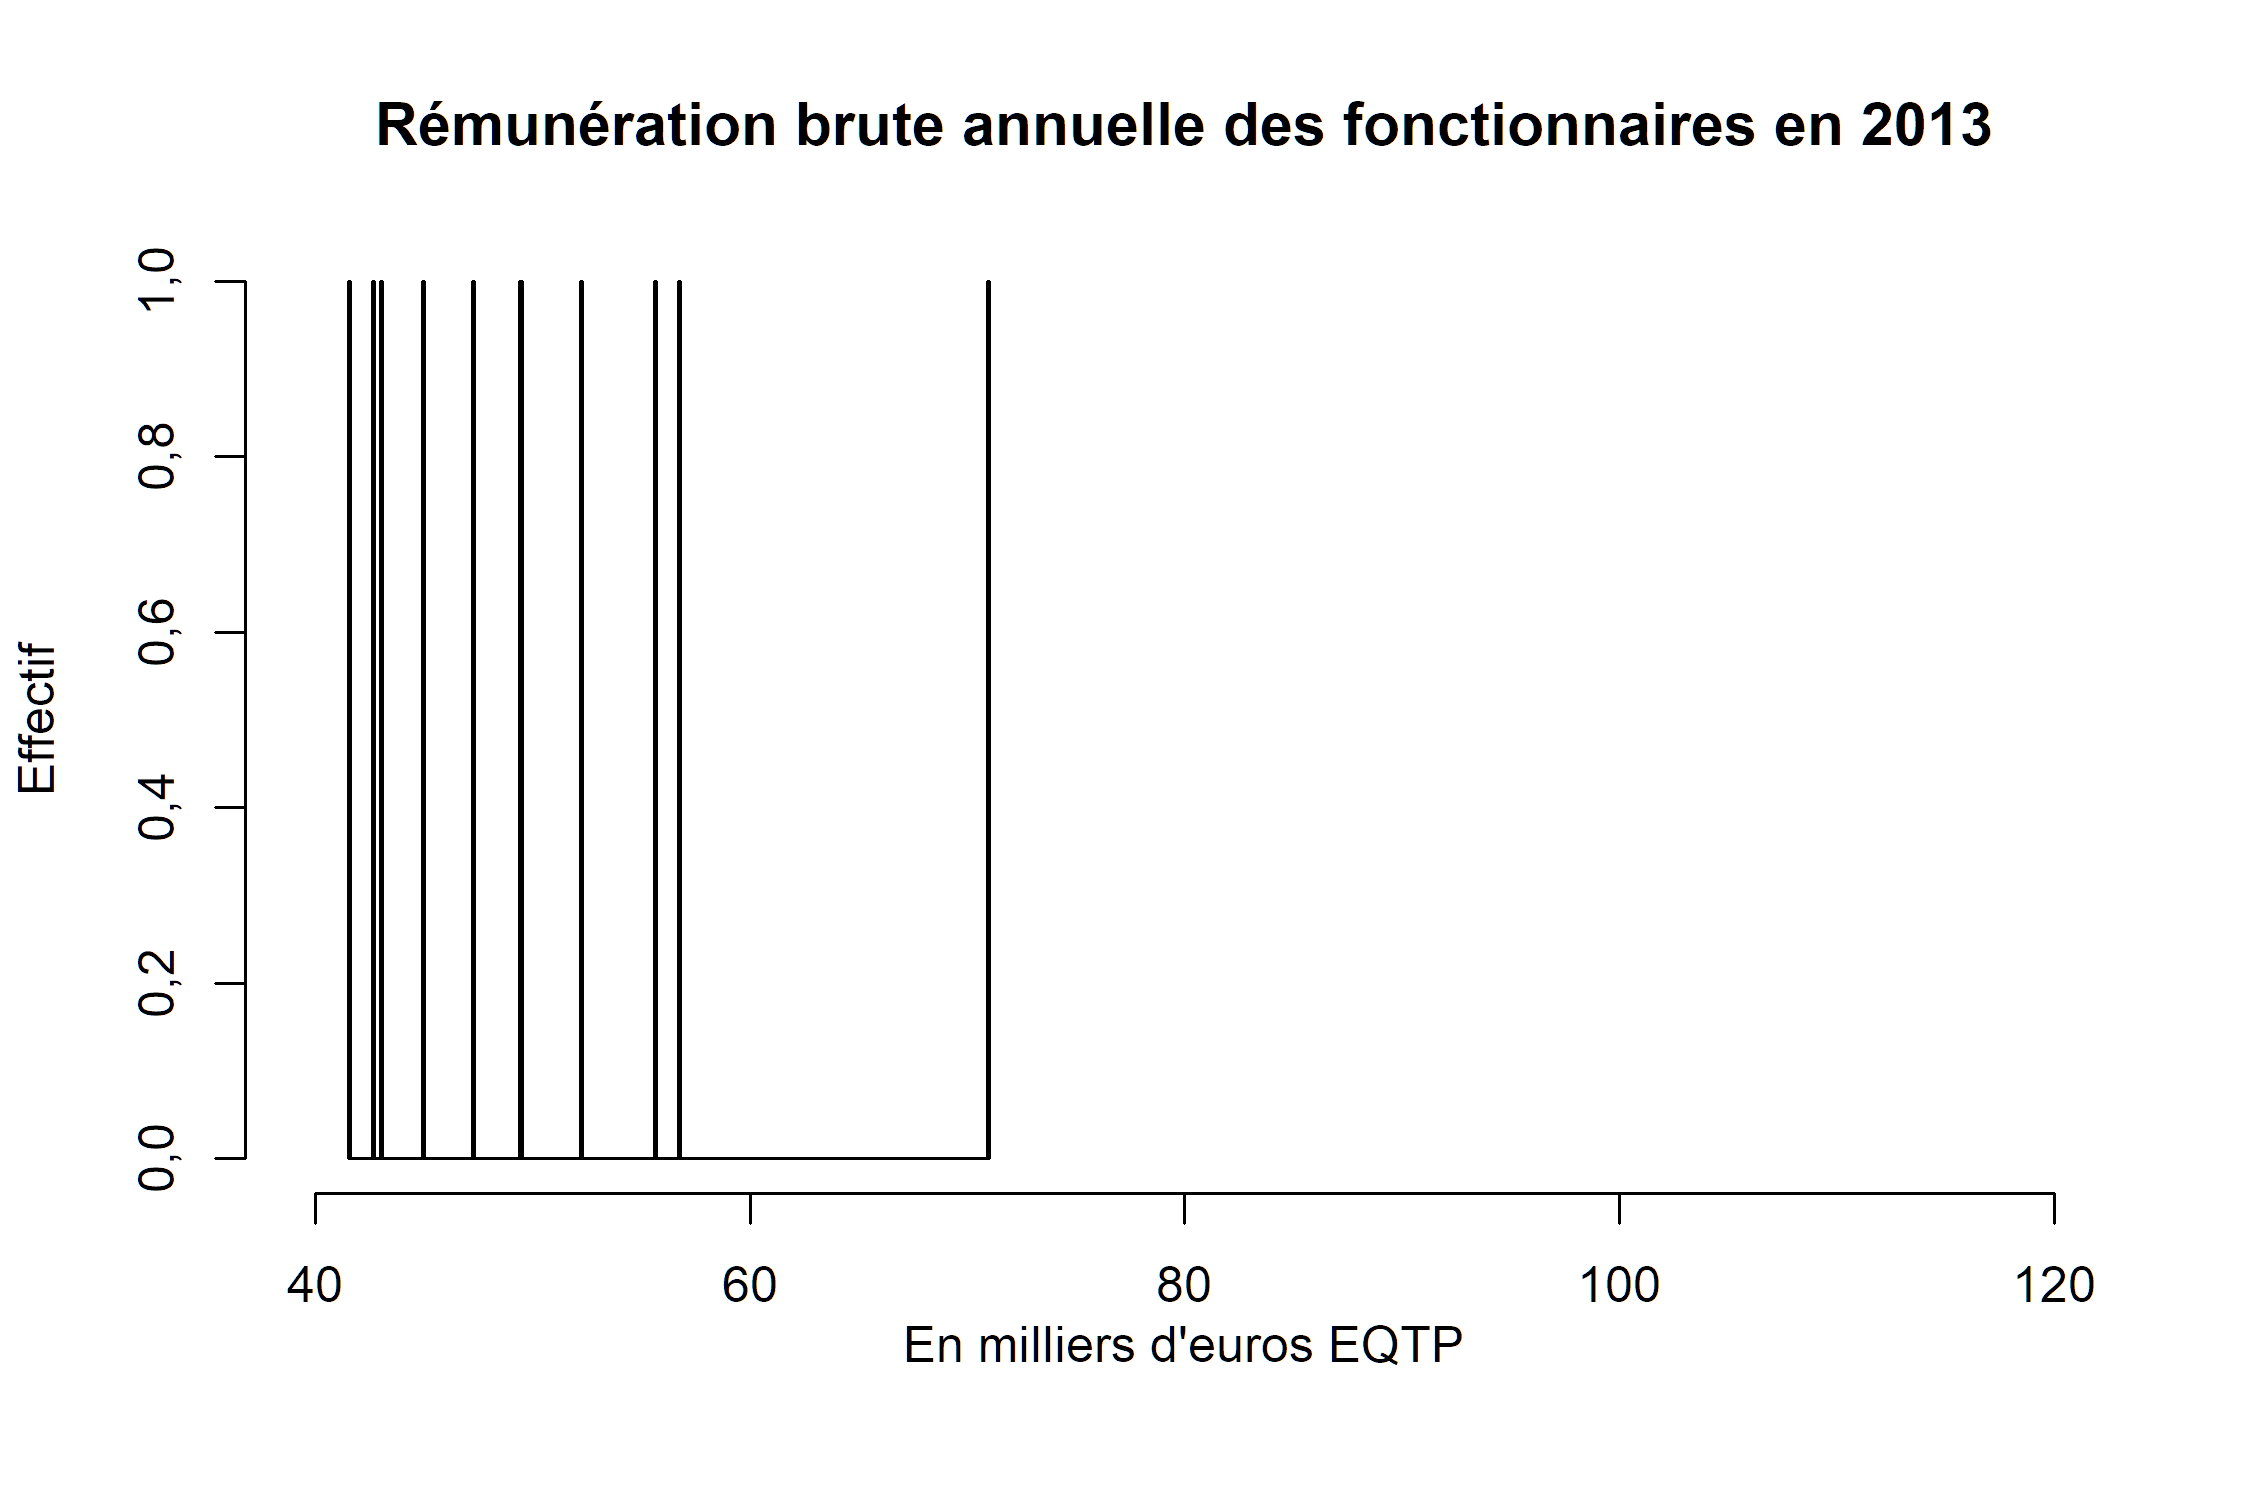 Rémunération brute annuelle des fonctionnaires en 2013
1,0
0,8
0,6
0,4
0,2
0,0
Effectif
40 60 80 100 120
En milliers d'euros EQTP